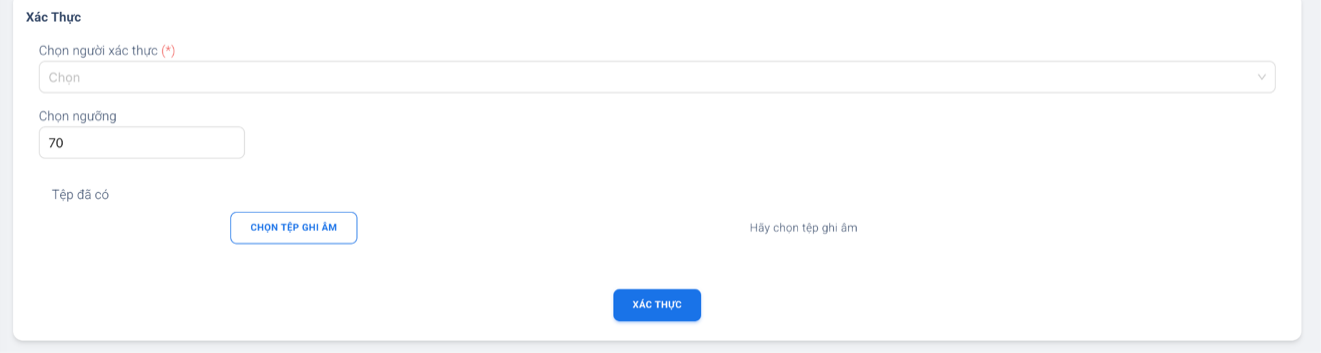 Xác Thực
Chọn người xác thực (*)
Chọn
Chọn ngưỡng
70
Tệp đã có
CHỌN TỆP GHI ÂM
Hãy chọn tệp ghi âm
XÁC THỰC